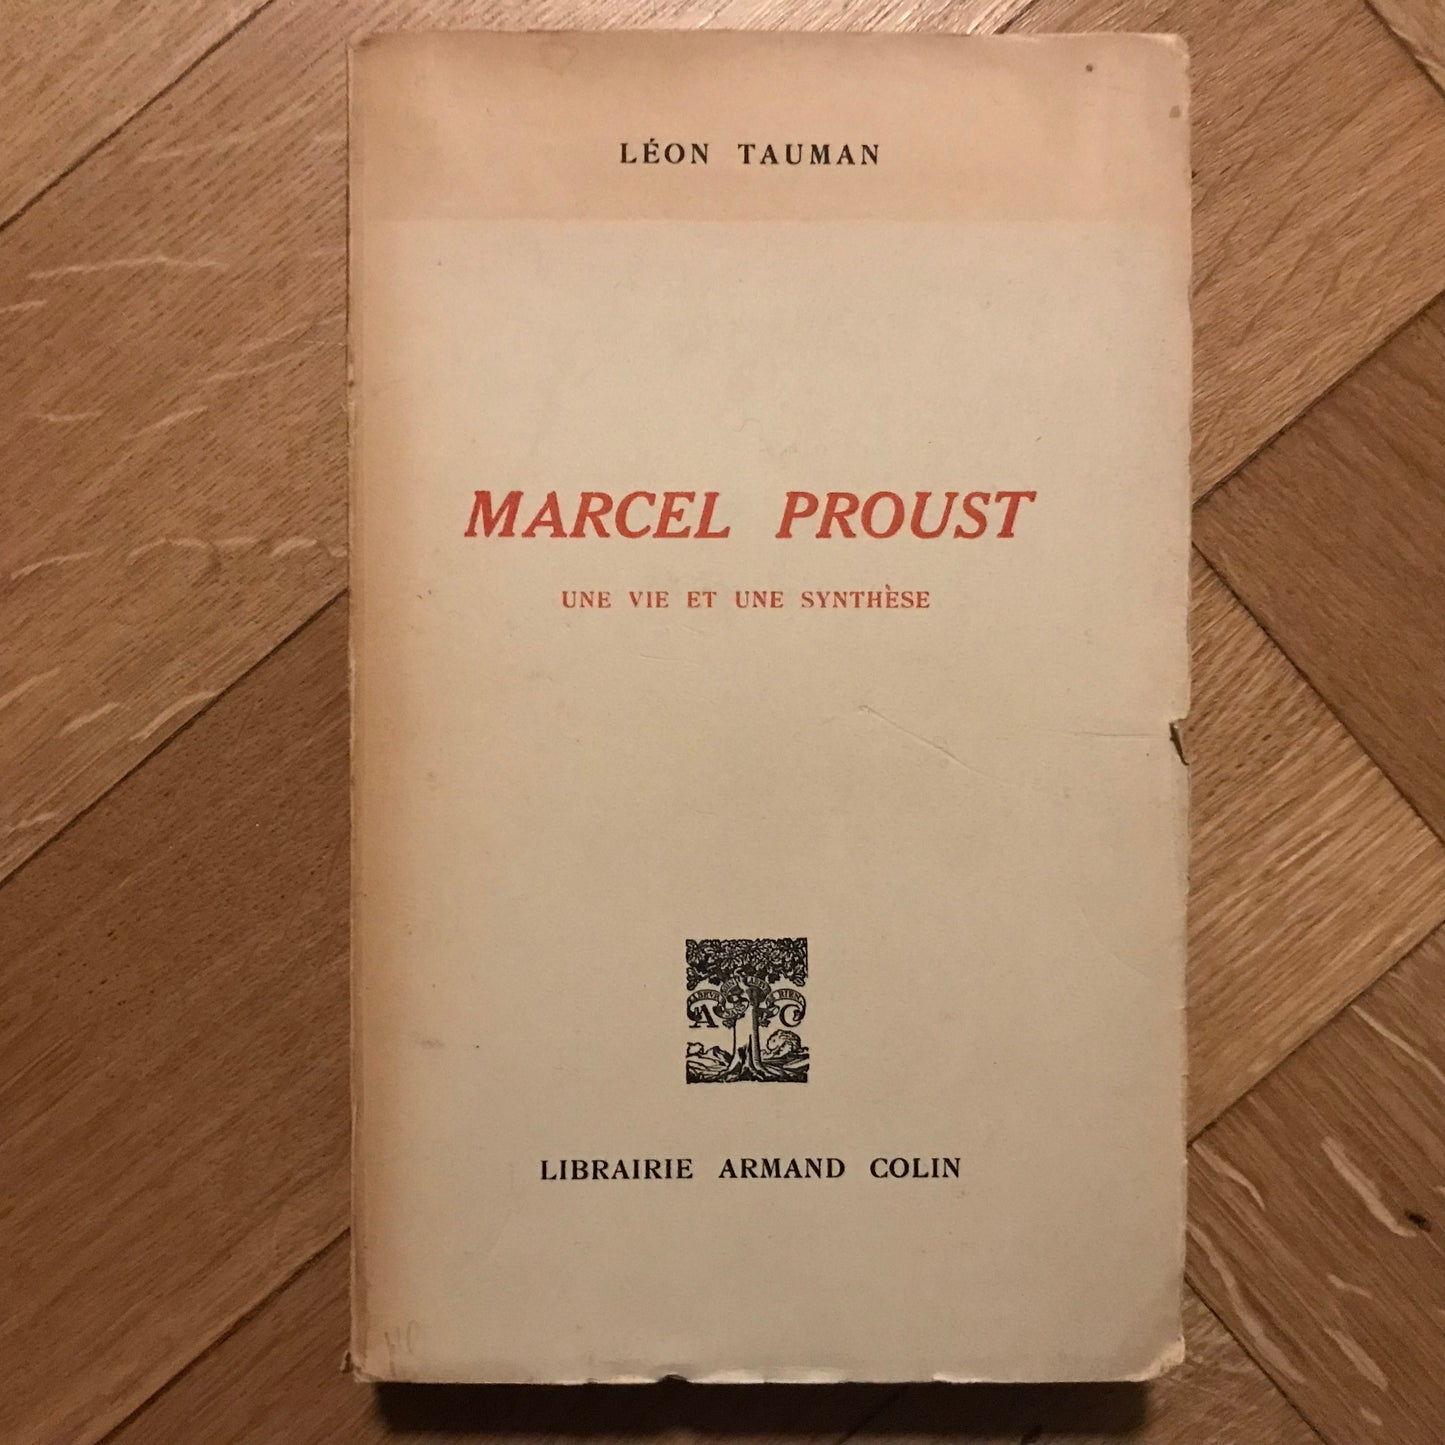 LÉON TAUMAN
MARCEL PROUST
UNE VIE ET UNE SYNTHÈSE
A C
LIBRAIRIE ARMAND COLIN